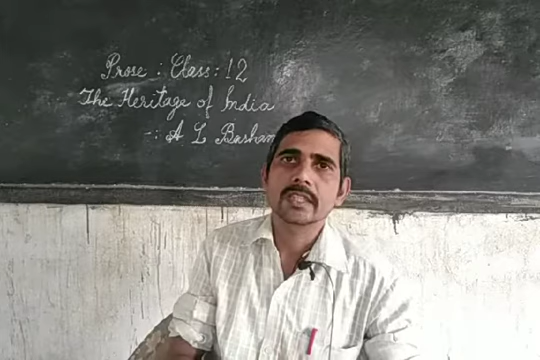 Prose : Class : 12
The Heritage of India
-: A L Basham